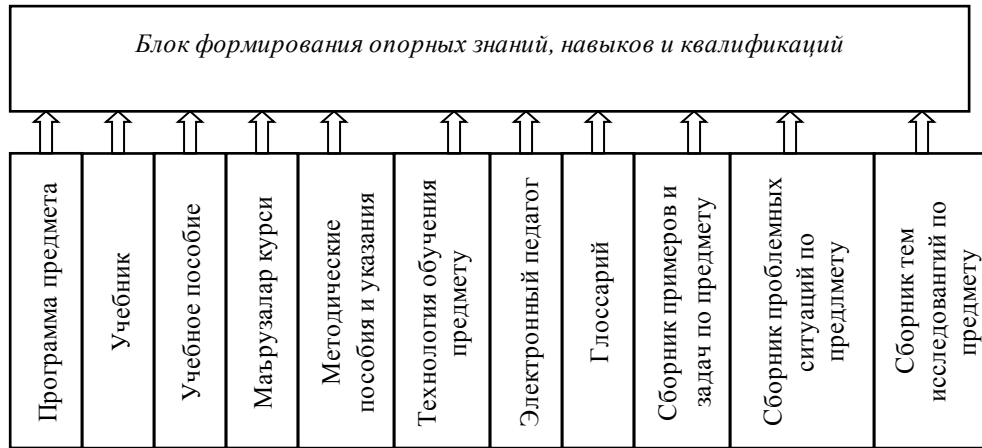 Блок формирования опорных знаний, навыков и квалификаций
Программа предмета
Учебник
Учебное пособие
Маърузалар курси
Методические
пособия и указания
Технология обучения
предмету
Электронный педагог
Глоссарий
Сборник примеров и
задач по предмету
Сборник проблемных
ситуаций по
предлмету
Сборник тем
исследовангий по
предмету